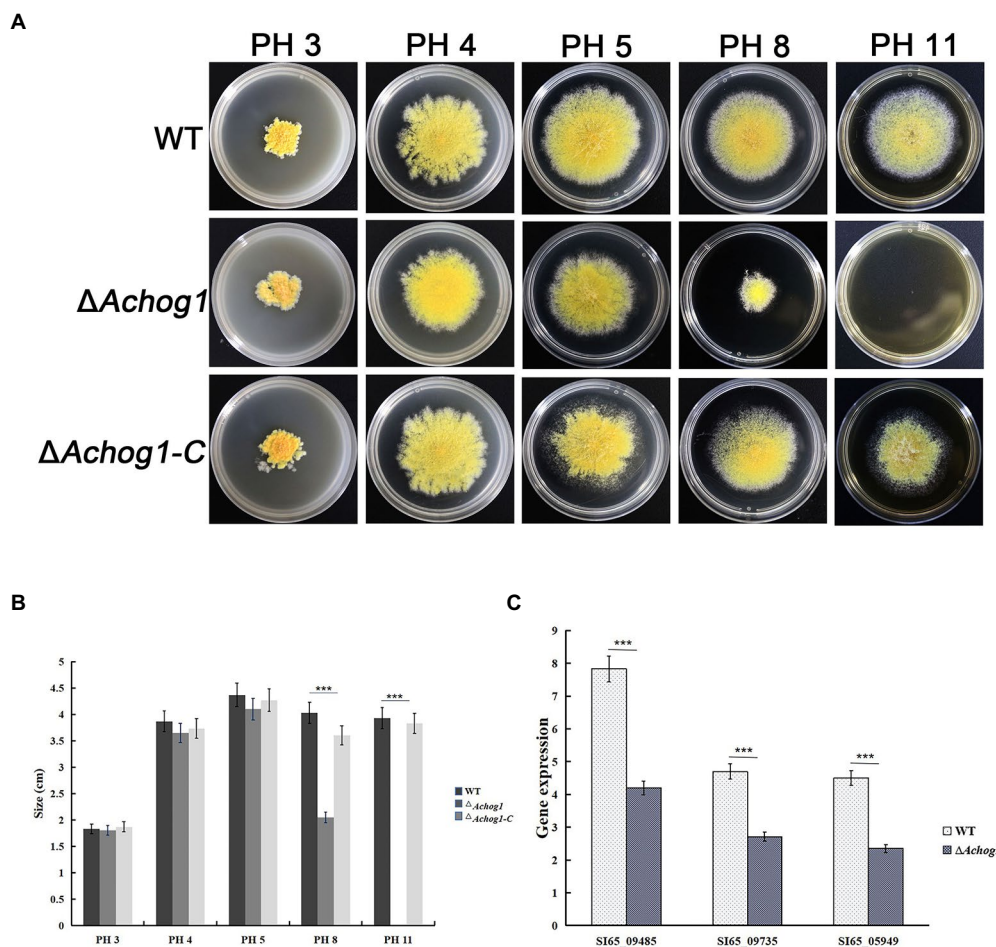 A
PH 3 PH 4 PH 5 PH 8 PH 11
WT
ΔAchog1
ΔAchog1-C
B
5
4.5
4
3.5
3
2.5
2
1.5
1
0.5
0
Size (cm)
*** ***
PH 3 PH 4 PH 5 PH 8 PH 11
WT
△Achog1
△Achog1-C
C
9
8
7
6
5
4
3
2
1
0
Gene expression
***
***
***
SI65_09485 SI65_09735 SI65_05949
WT
ΔAchog